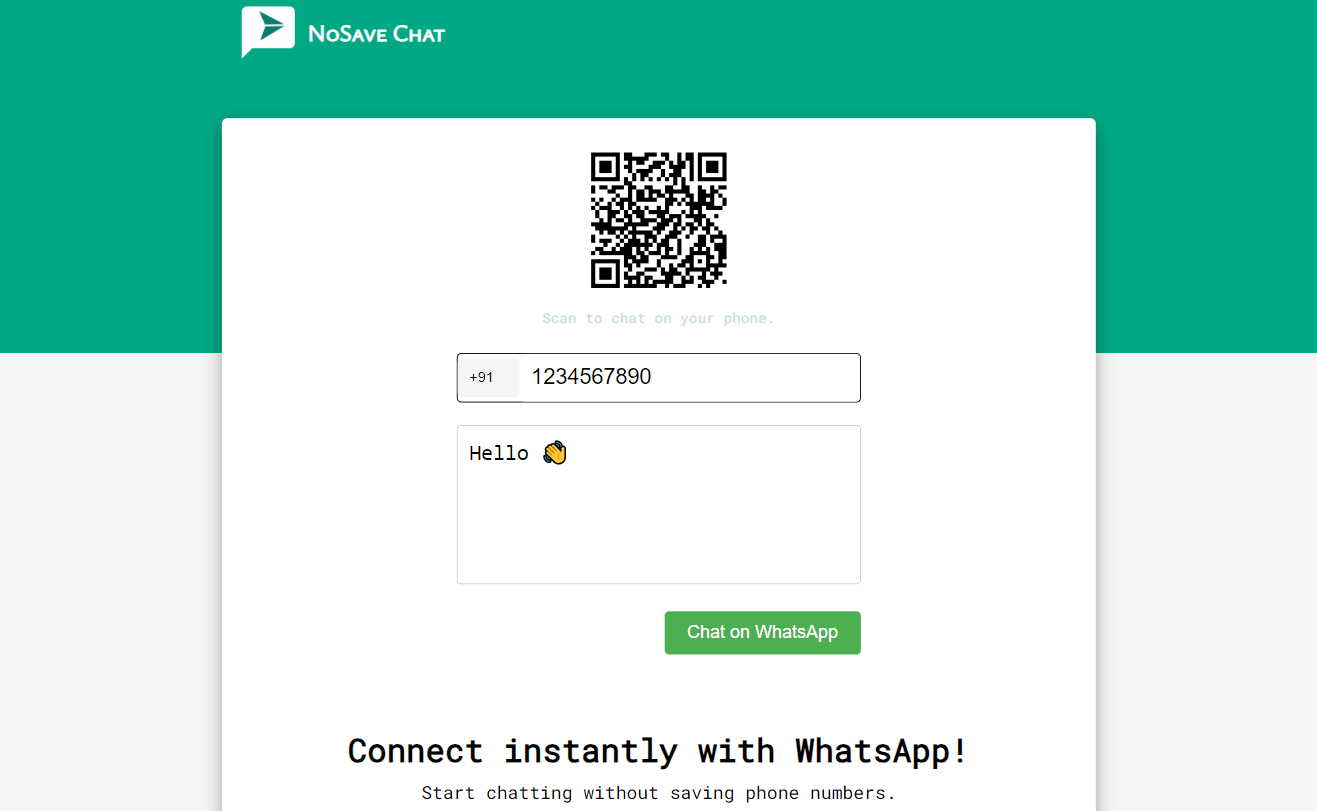 NoSave Chat
Scan to chat on your phone.
+91 1234567890
Hello 👋
Chat on WhatsApp
Connect instantly with WhatsApp!
Start chatting without saving phone numbers.